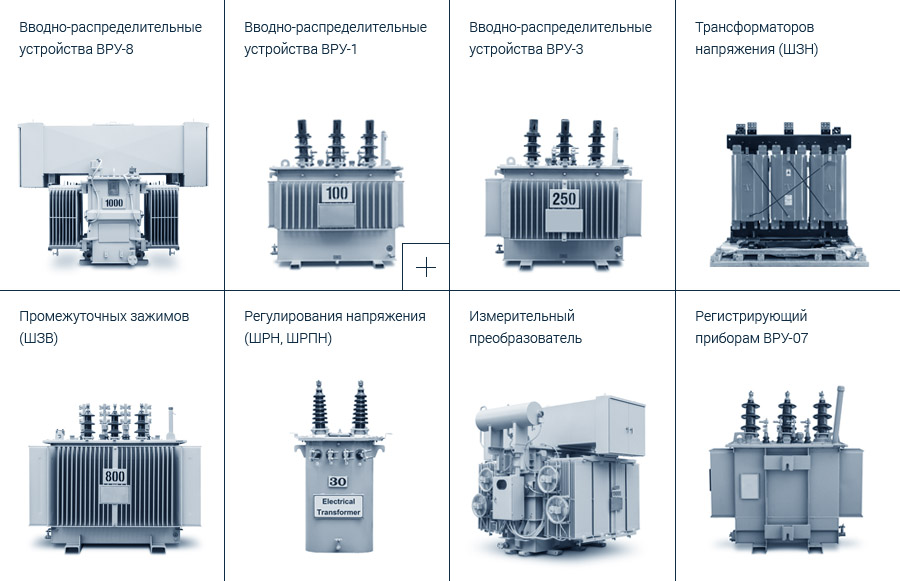 Вводно-распределительные
устройства ВРУ-8
Вводно-распределительные
устройства ВРУ-1
Вводно-распределительные
устройства ВРУ-3
Трансформаторов
напряжения (ШЗН)
1000
100
250
Промежуточных зажимов
(ШЗВ)
Регулирования напряжения
(ШРН, ШРПН)
Измерительный
преобразователь
Регистрирующий
приборам ВРУ-07
800
30
Electrical
Transformer